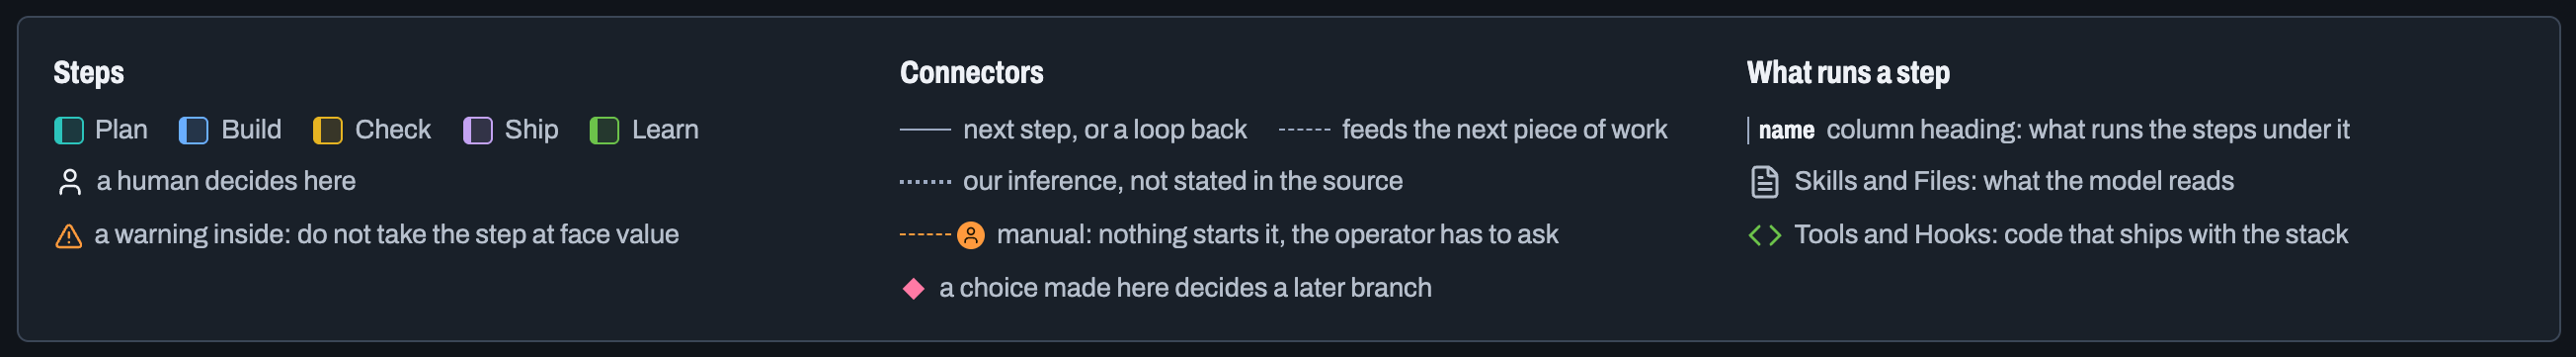 Steps
Plan Build Check Ship Learn
a human decides here
a warning inside: do not take the step at face value
Connectors
next step, or a loop back feeds the next piece of work
our inference, not stated in the source
manual: nothing starts it, the operator has to ask
a choice made here decides a later branch
What runs a step
name column heading: what runs the steps under it
Skills and Files: what the model reads
Tools and Hooks: code that ships with the stack